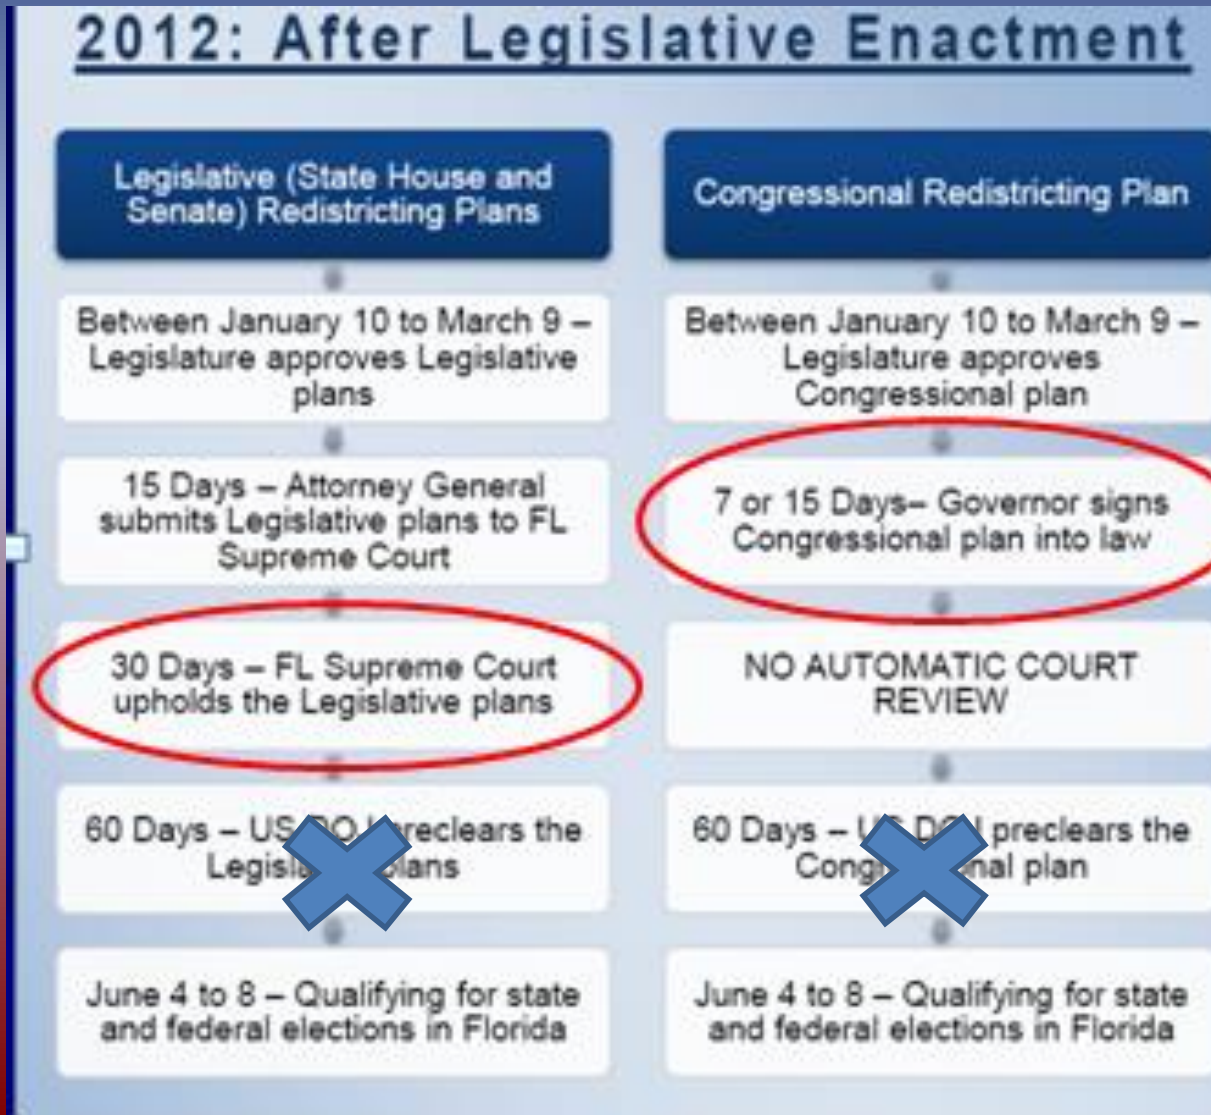 2012: After Legislative Enactment
Legislative (State House and
Senate) Redistricting Plans
Between January 10 to March 9 –
Legislature approves Legislative
plans
15 Days – Attorney General
submits Legislative plans to FL
Supreme Court
30 Days – FL Supreme Court
upholds the Legislative plans
60 Days – US preclears the
plans
June 4 to 8 – Qualifying for state
and federal elections in Florida
Congressional Redistricting Plan
Between January 10 to March 9 –
Legislature approves
Congressional plan
7 or 15 Days– Governor signs
Congressional plan into law
NO AUTOMATIC COURT
REVIEW
60 Days – US DOJ preclears the
plan
June 4 to 8 – Qualifying for state
and federal elections in Florida